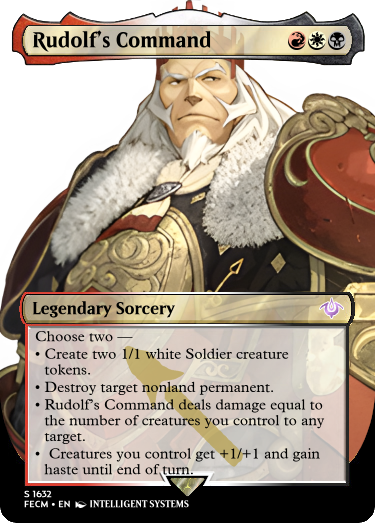 Rudolf's Command
Legendary Sorcery
Choose two —
• Create two 1/1 white Soldier creature
tokens.
• Destroy target nonland permanent.
• Rudolf's Command deals damage equal to
the number of creatures you control to any
target.
• Creatures you control get +1/+1 and gain
haste until end of turn.
S 1632
FECM • EN INTELLIGENT SYSTEMS